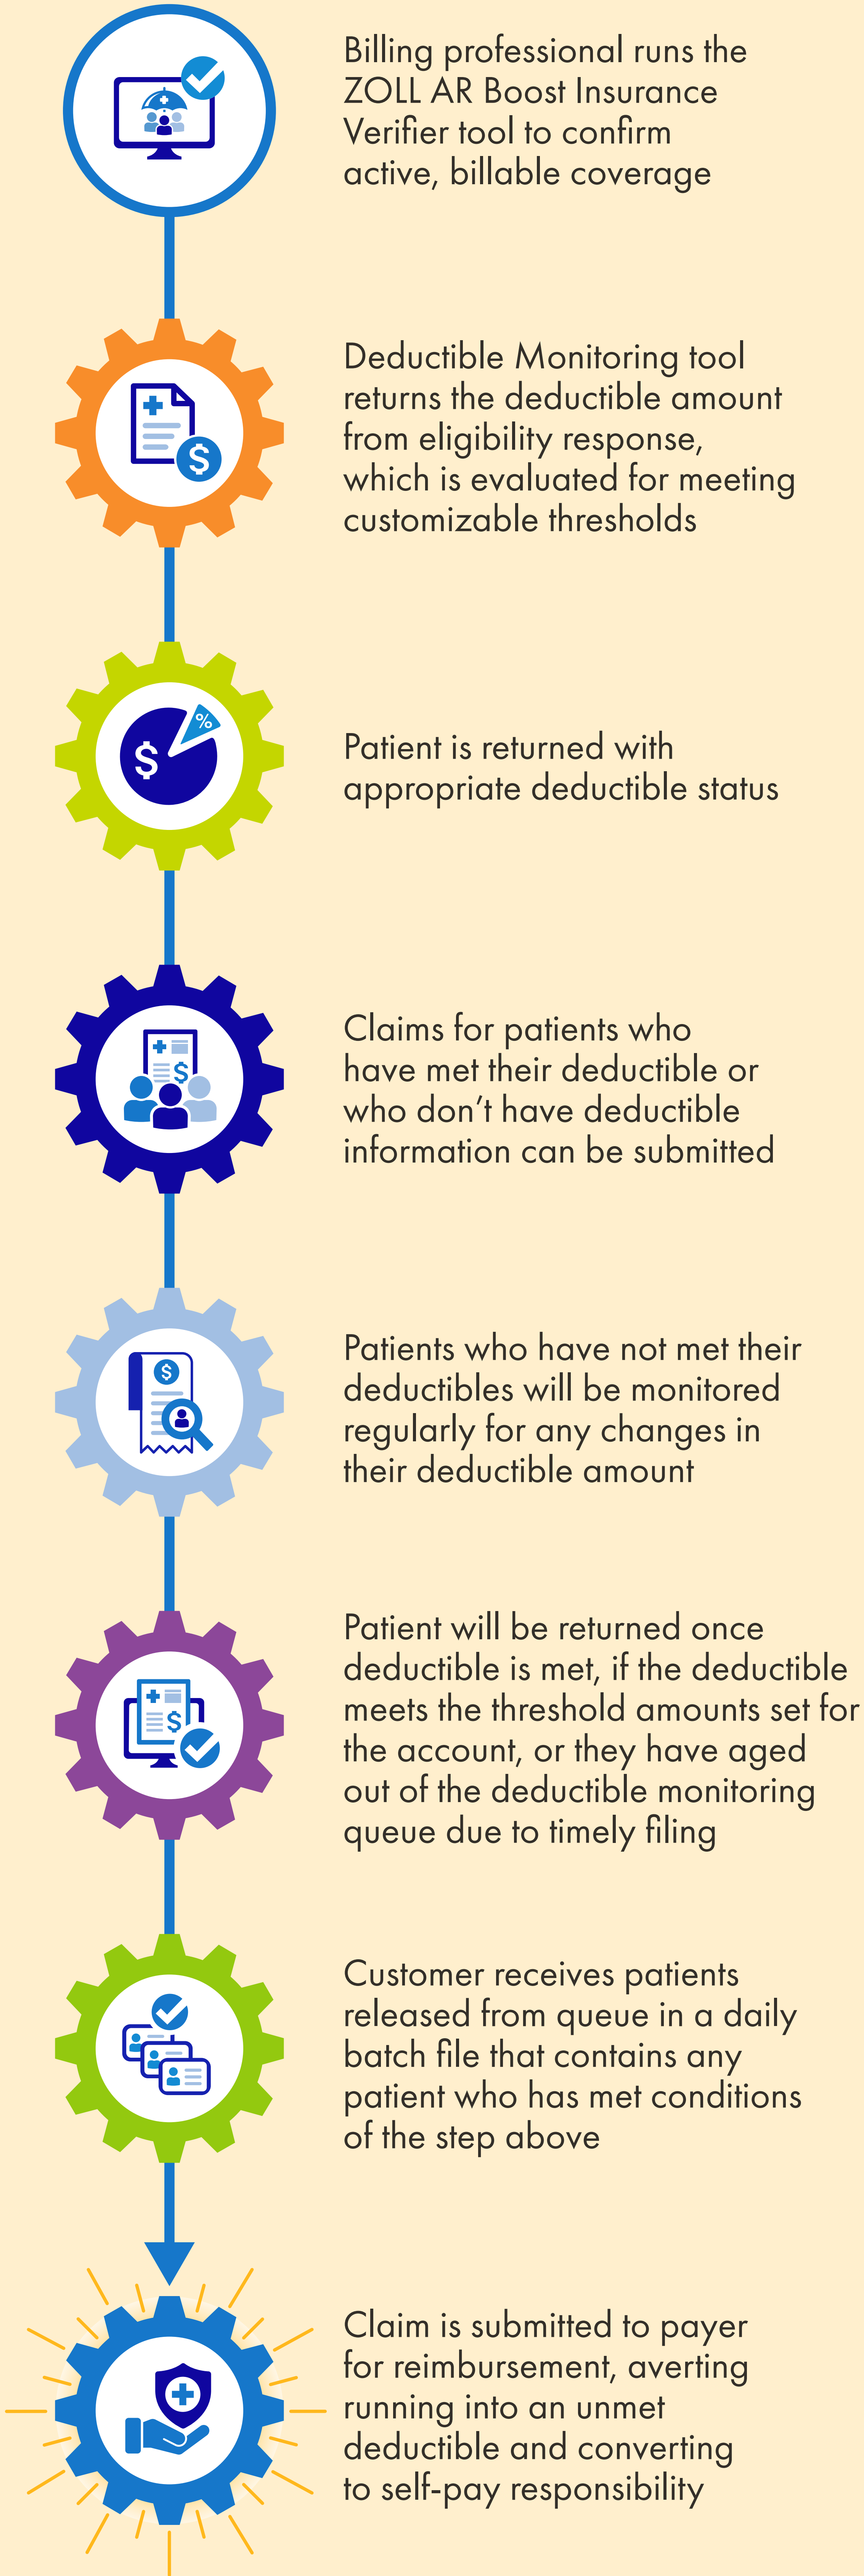 Billing professional runs the
ZOLL AR Boost Insurance
Verifier tool to confirm
active, billable coverage
Deductible Monitoring tool
returns the deductible amount
from eligibility response,
which is evaluated for meeting
customizable thresholds
$
%
$
Patient is returned with
appropriate deductible status
$
Claims for patients who
have met their deductible or
who don't have deductible
information can be submitted
$
Patients who have not met their
deductibles will be monitored
regularly for any changes in
their deductible amount
$
Patient will be returned once
deductible is met, if the deductible
meets the threshold amounts set for
the account, or they have aged
out of the deductible monitoring
queue due to timely filing
Customer receives patients
released from queue in a daily
batch file that contains any
patient who has met conditions
of the step above
Claim is submitted to payer
for reimbursement, averting
running into an unmet
deductible and converting
to self-pay responsibility